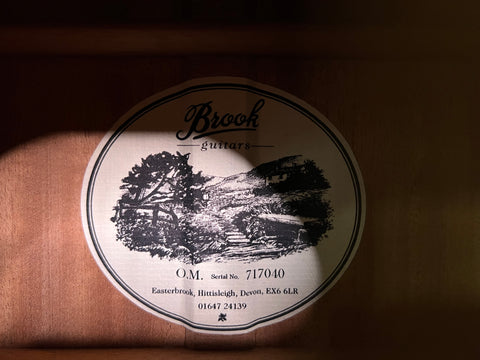 Brook
guitars
O.M. Serial No. 717040
Easterbrook, Hittisleigh, Devon, EX6 6LR
01647 24139